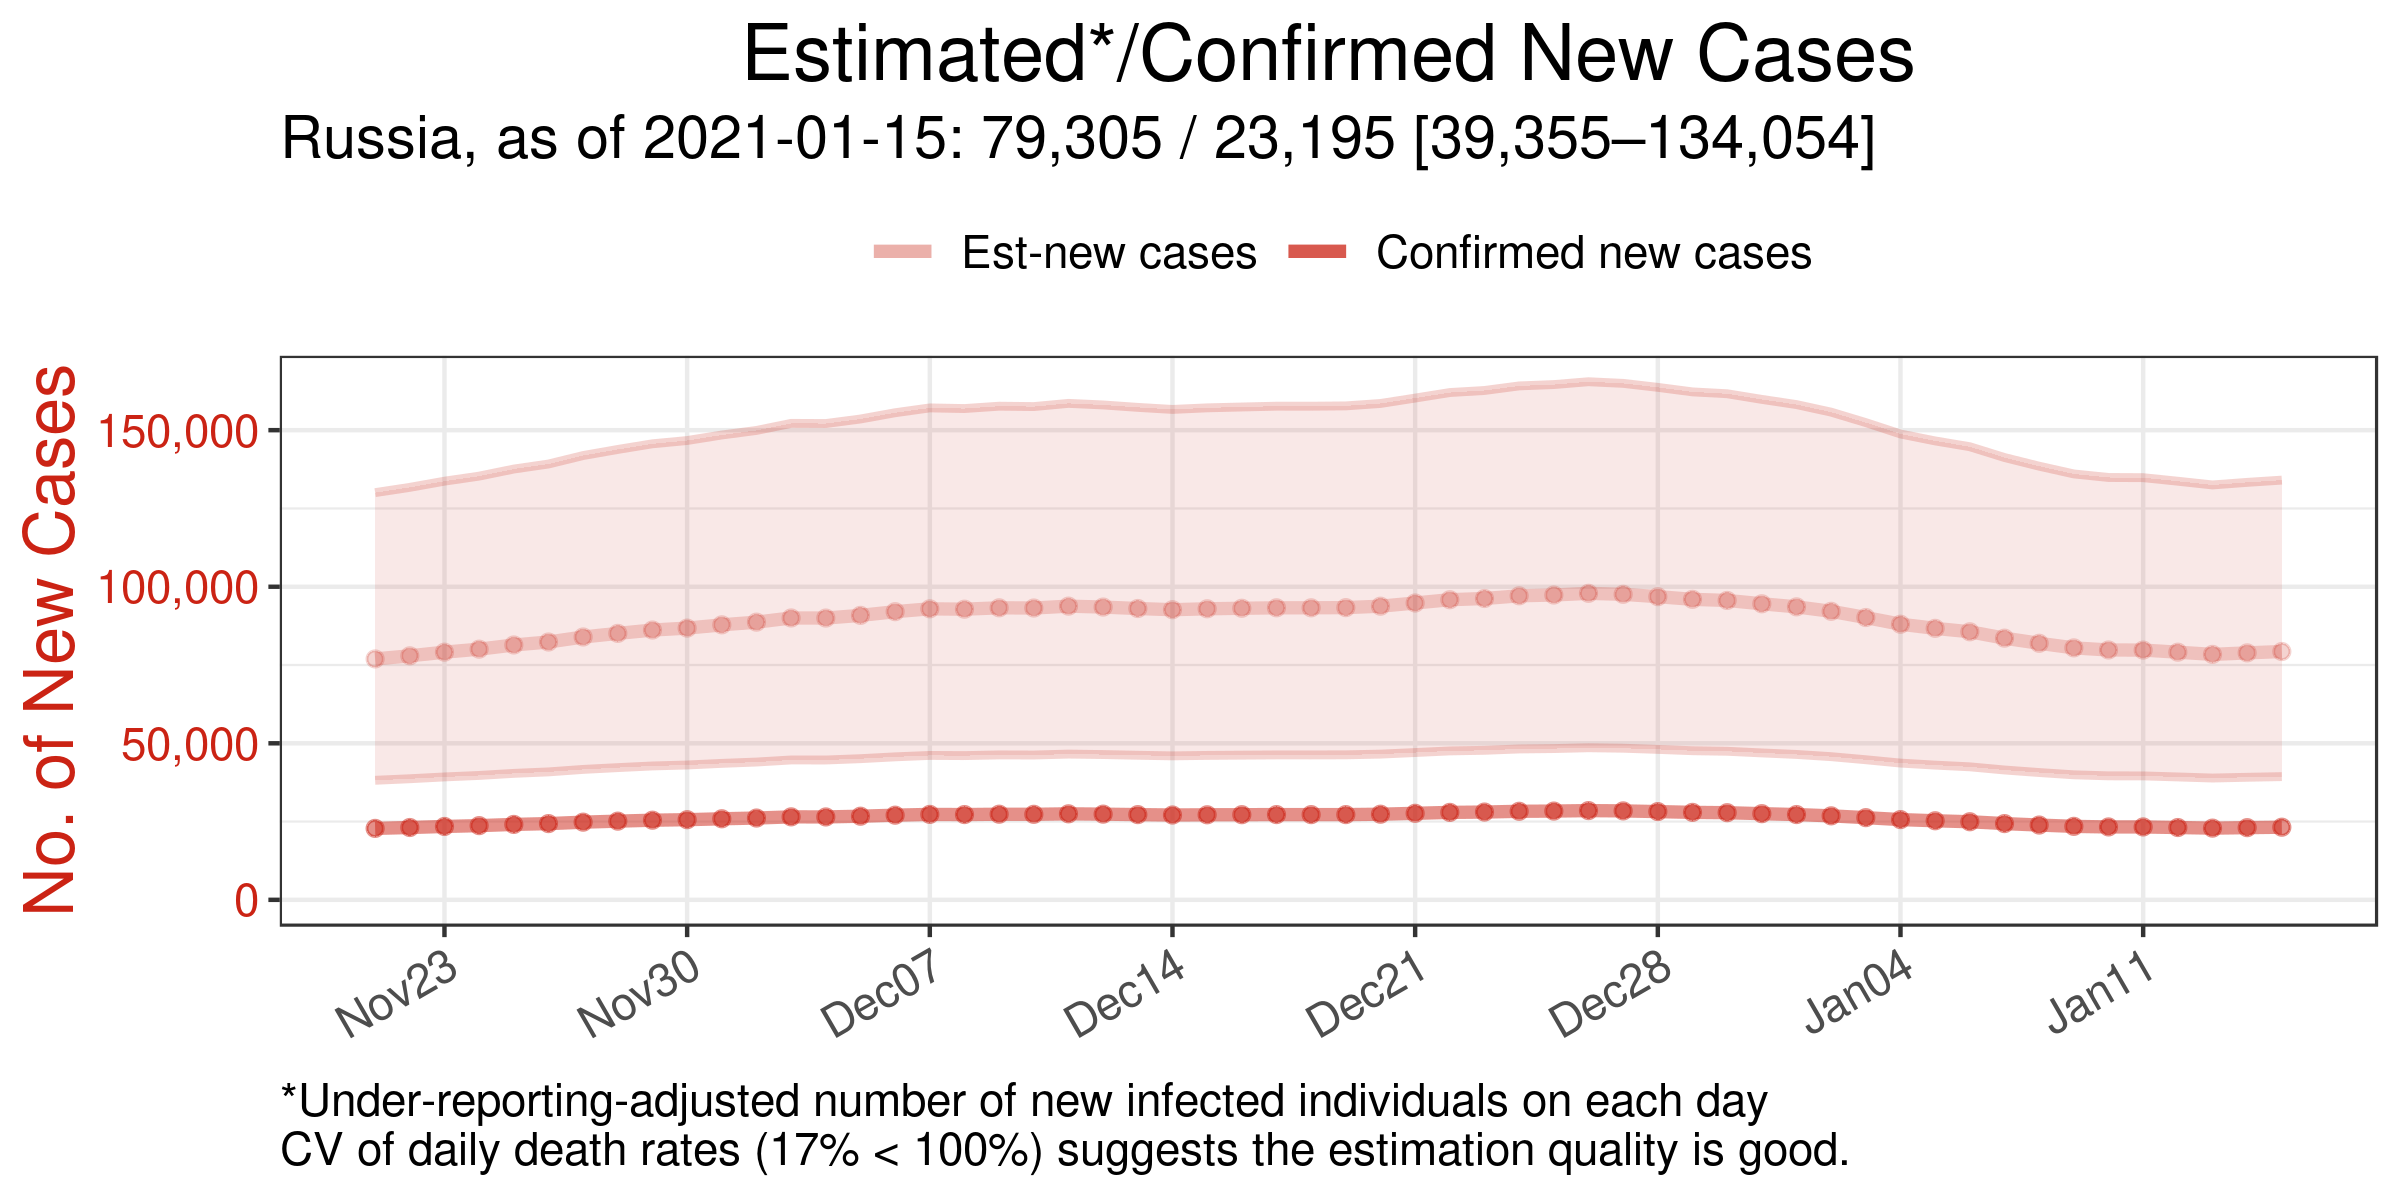 Estimated*/Confirmed New Cases
Russia, as of 2021-01-15: 79,305 / 23,195 [39,355–134,054]
Est-new cases
Confirmed new cases
No. of New Cases
150,000
100,000
50,000
0
Nov23
Nov30
Dec07
Dec14
Dec21
Dec28
Jan04
Jan11
*Under-reporting-adjusted number of new infected individuals on each day
CV of daily death rates (17% < 100%) suggests the estimation quality is good.